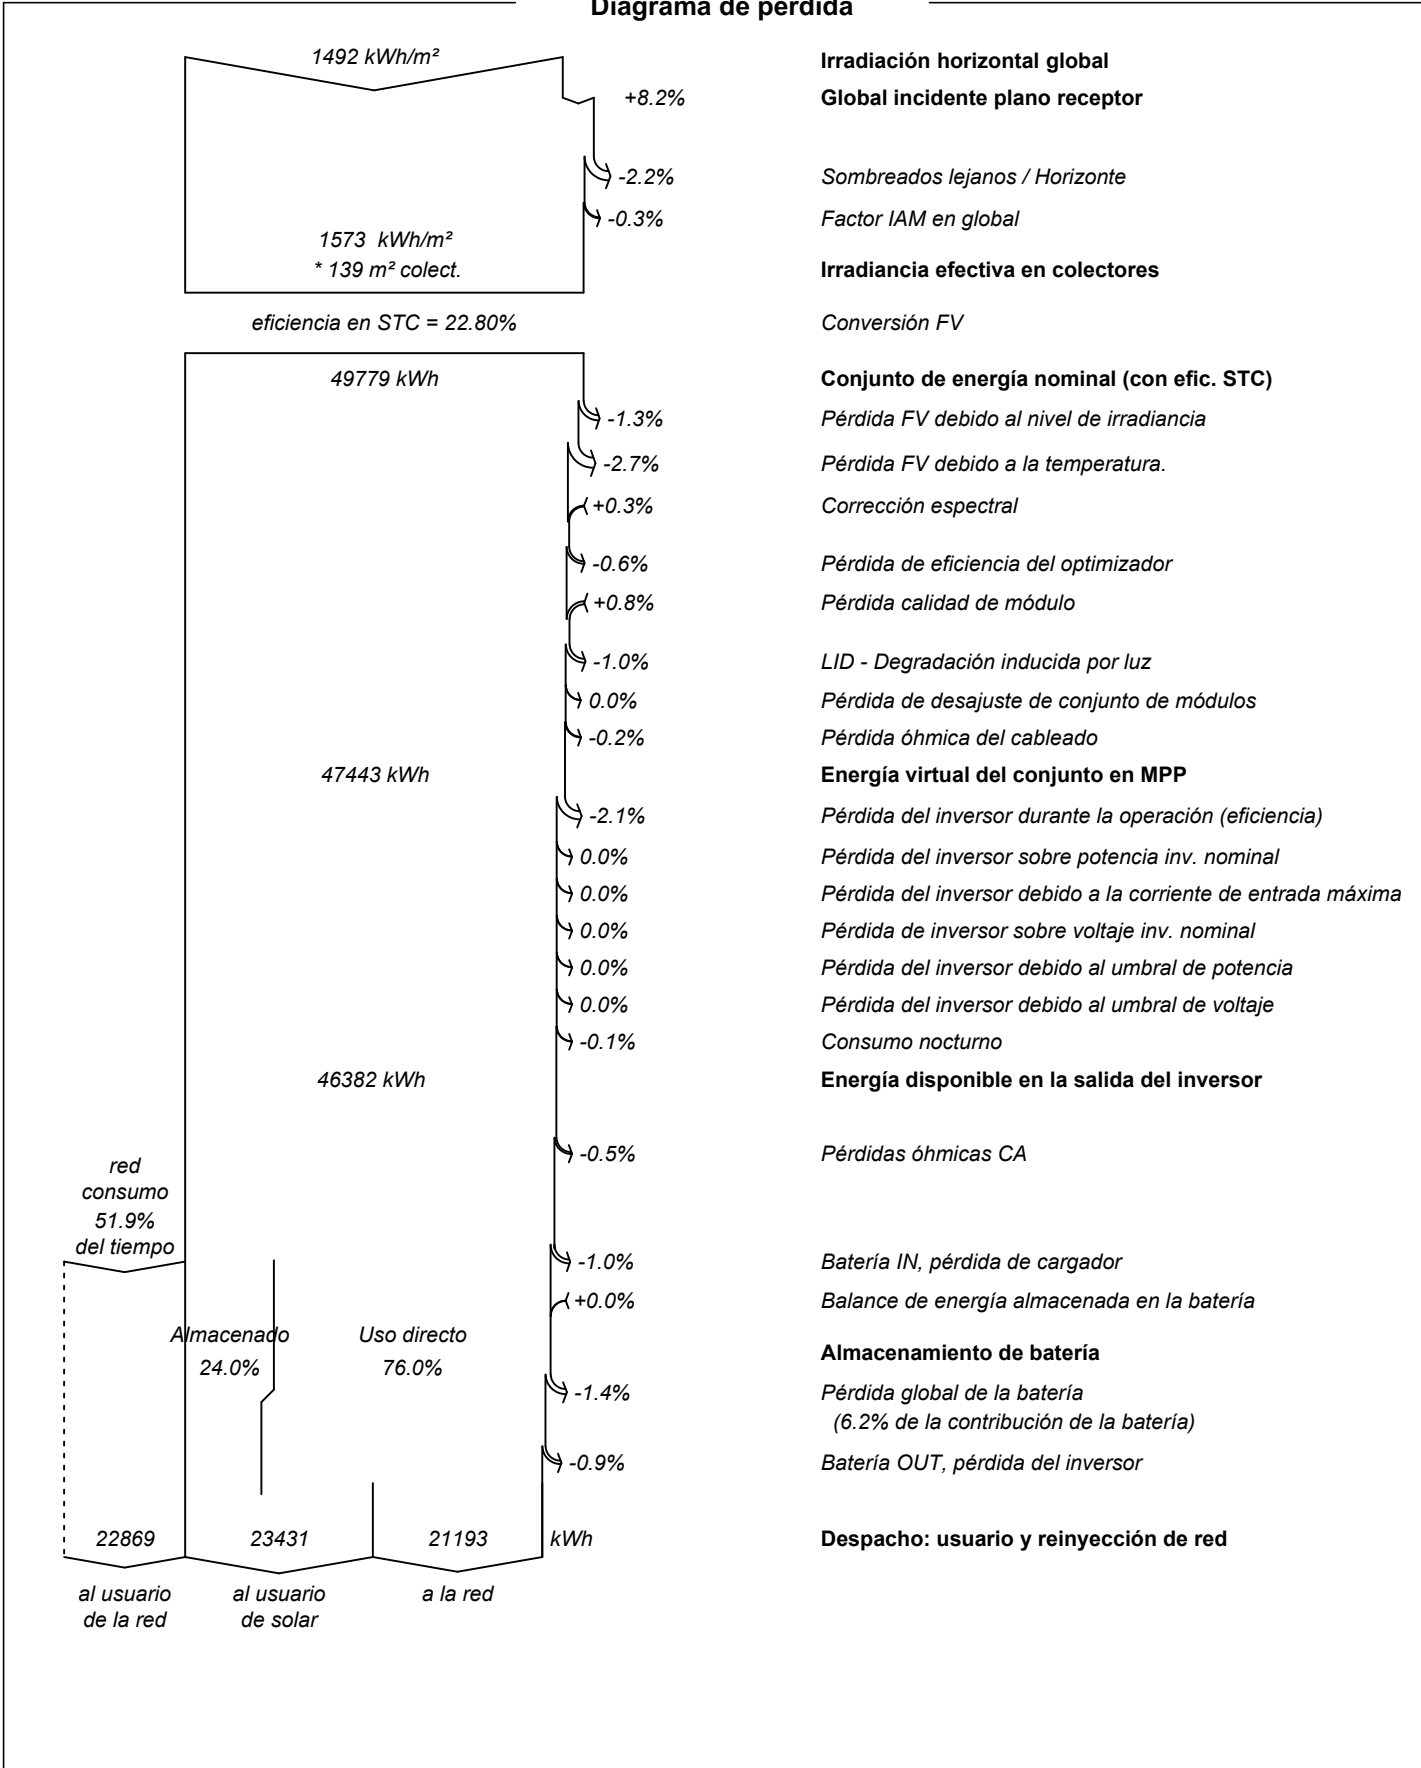 Diagrama de pérdida
1492 kWh/m²
Irradiación horizontal global
+8.2%
Global incidente plano receptor
-2.2%
Sombreados lejanos / Horizonte
-0.3%
Factor IAM en global
1573 kWh/m²
* 139 m² colect.
Irradiancia efectiva en colectores
eficiencia en STC = 22.80%
Conversión FV
49779 kWh
Conjunto de energía nominal (con efic. STC)
-1.3%
Pérdida FV debido al nivel de irradiancia
-2.7%
Pérdida FV debido a la temperatura.
+0.3%
Corrección espectral
-0.6%
Pérdida de eficiencia del optimizador
+0.8%
Pérdida calidad de módulo
-1.0%
LID - Degradación inducida por luz
0.0%
Pérdida de desajuste de conjunto de módulos
-0.2%
Pérdida óhmica del cableado
47443 kWh
Energía virtual del conjunto en MPP
-2.1%
Pérdida del inversor durante la operación (eficiencia)
0.0%
Pérdida del inversor sobre potencia inv. nominal
0.0%
Pérdida del inversor debido a la corriente de entrada máxima
0.0%
Pérdida de inversor sobre voltaje inv. nominal
0.0%
Pérdida del inversor debido al umbral de potencia
0.0%
Pérdida del inversor debido al umbral de voltaje
-0.1%
Consumo nocturno
46382 kWh
Energía disponible en la salida del inversor
-0.5%
Pérdidas óhmicas CA
red
consumo
51.9%
del tiempo
-1.0%
Batería IN, pérdida de cargador
+0.0%
Balance de energía almacenada en la batería
Almacenado
24.0%
Uso directo
76.0%
Almacenamiento de batería
-1.4%
Pérdida global de la batería
(6.2% de la contribución de la batería)
-0.9%
Batería OUT, pérdida del inversor
22869
23431
21193
kWh
Despacho: usuario y reinyección de red
al usuario
de la red
al usuario
de solar
a la red